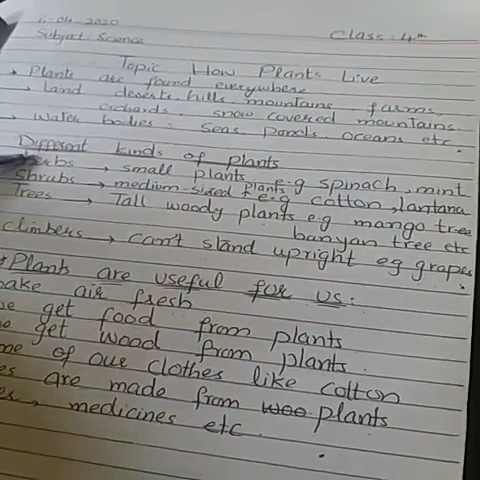 6-04-2020
Subject Science Class: 4th
Topic How Plants Live
Plants are found everywhere
→ Land deserts, hills, mountains, farms,
orchards, snow covered mountains.
→ Water bodies: Seas, Ponds, oceans etc.
Different kinds of plants
Herbs → small plants e.g spinach, mint
Shrubs → medium-sized plants e.g cotton, lantana
Trees → Tall woody plants e.g mango tree
banyan tree etc
climbers → can't stand upright eg grapes.
*Plants are useful for us:
air fresh
get food from plants
get wood from plants.
of our clothes like cotton
are made from woo plants
medicines etc.